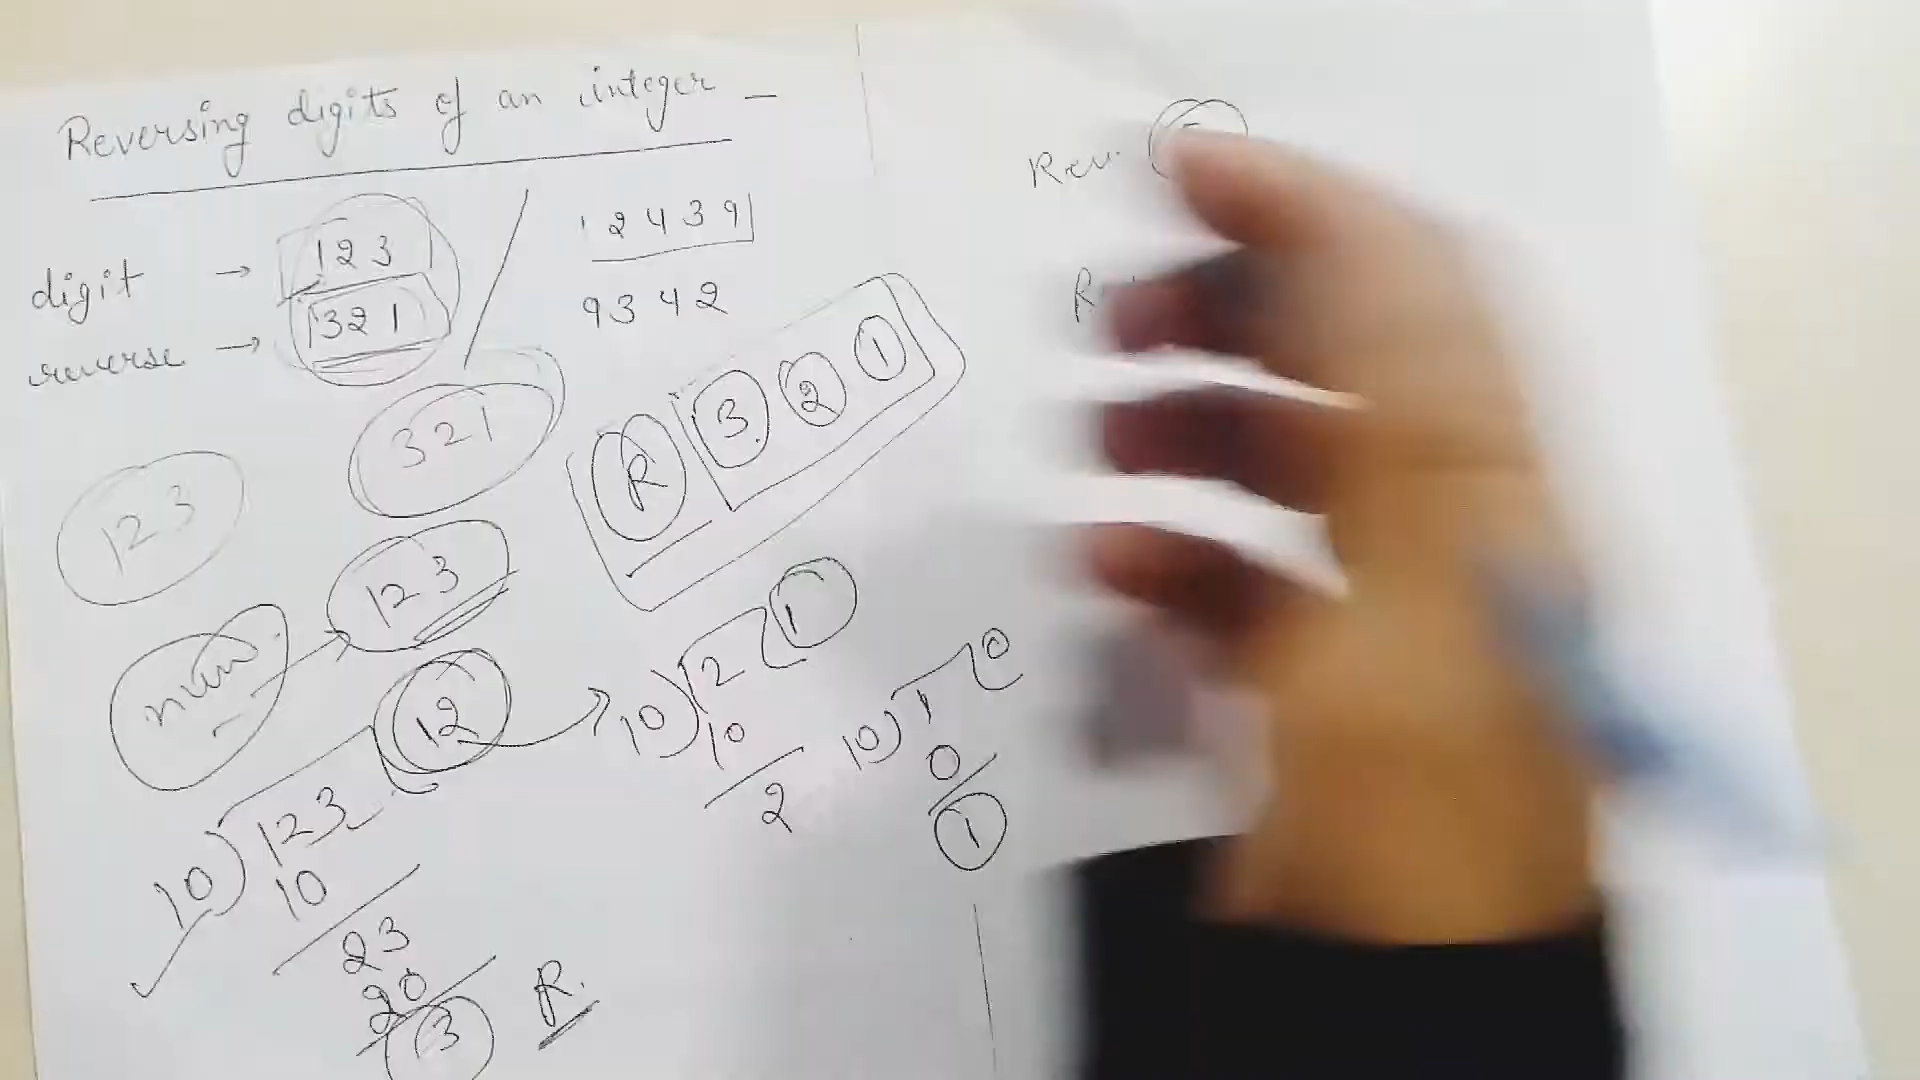 Reversing digits of an integer -
digit → 123
reverse → 321
12439
9342
R 3 2 1
321
123
123
num
12
10) 123
10
23
20
3 R.
1
10) 12
10
2
0
10) 1
0
1
Rev.